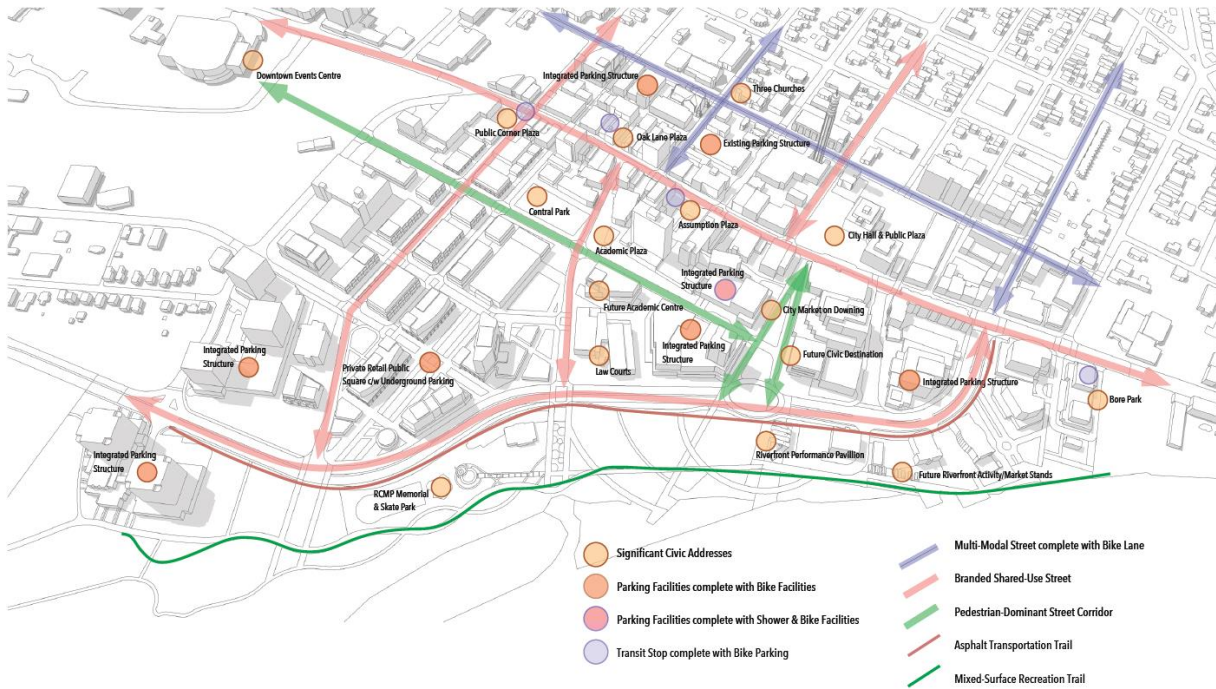 Downtown Events Centre
Integrated Parking Structure
Three Churches
Public Corner Plaza
Oak Lane Plaza
Existing Parking Structure
Central Park
Assumption Plaza
City Hall & Public Plaza
Academic Plaza
Integrated Parking
Structure
Future Academic Centre
City Market on Downing
Integrated Parking
Structure
Private Retail Public
Square c/w Underground Parking
Law Courts
Integrated Parking
Structure
Future Civic Destination
Integrated Parking Structure
Bore Park
Integrated Parking
Structure
Riverfront Performance Pavillion
Future Riverfront Activity/Market Stands
RCMP Memorial
& Skate Park
Significant Civic Addresses
Parking Facilities complete with Bike Facilities
Parking Facilities complete with Shower & Bike Facilities
Transit Stop complete with Bike Parking
Multi-Modal Street complete with Bike Lane
Branded Shared-Use Street
Pedestrian-Dominant Street Corridor
Asphalt Transportation Trail
Mixed-Surface Recreation Trail